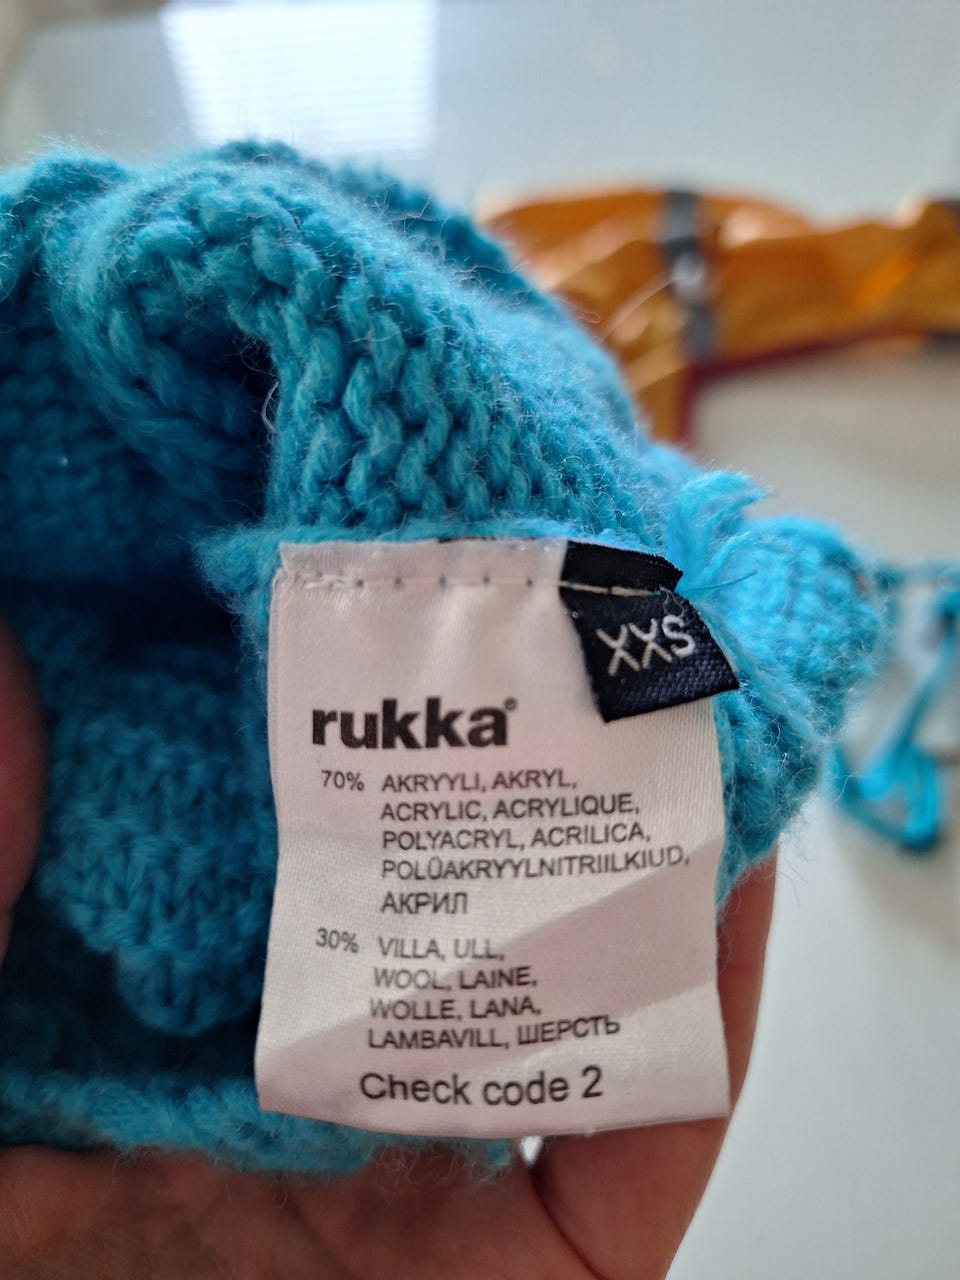 XXS
rukka®
70% AKRYYLI, AKRYL,
ACRYLIC, ACRYLIQUE,
POLYACRYL, ACRILICA,
POLÜAKRYYLNITRIILKIUD,
АКРИЛ
30% VILLA, ULL,
WOOL, LAINE,
WOLLE, LANA,
LAMBAVILL, ШЕРСТЬ
Check code 2